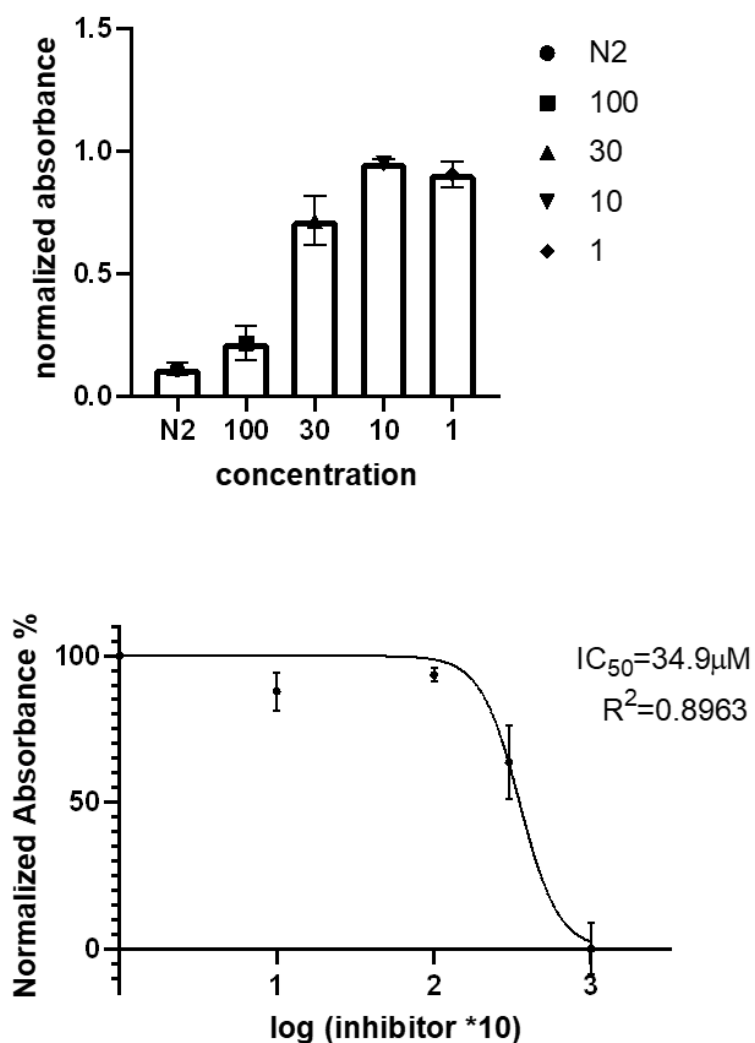 normalized absorbance
1.5
1.0
0.5
0.0
N2
100
30
10
1
concentration
N2
100
30
10
1
Normalized Absorbance %
100
50
0
1
2
3
log (inhibitor *10)
IC₅₀=34.9µM
R²=0.8963